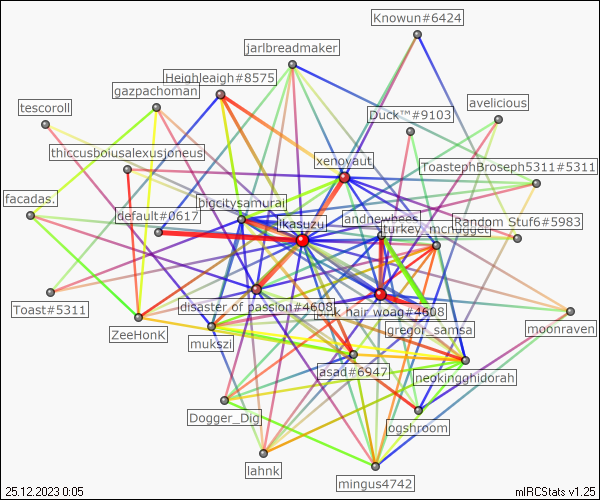 Knowun#6424
jarlbreadmaker
Heighleagh#8575
gazpachoman
tescoroll
avelicious
Duck™#9103
thiccusboiusalexusjoneus
xenoyaut
ToastephBroseph5311#5311
facadas.
bigcitysamurai
default#0617
ikasuzu
andnewbees
turkey_mcnugget
Random Stuf6#5983
Toast#5311
disaster of passion#4608
pink hair woag#4608
ZeeHonK
mukszi
gregor_samsa
moonraven
asad#6947
neokingghidorah
Dogger_Dig
ogshroom
lahnk
mingus4742
25.12.2023 0:05
mIRCStats v1.25